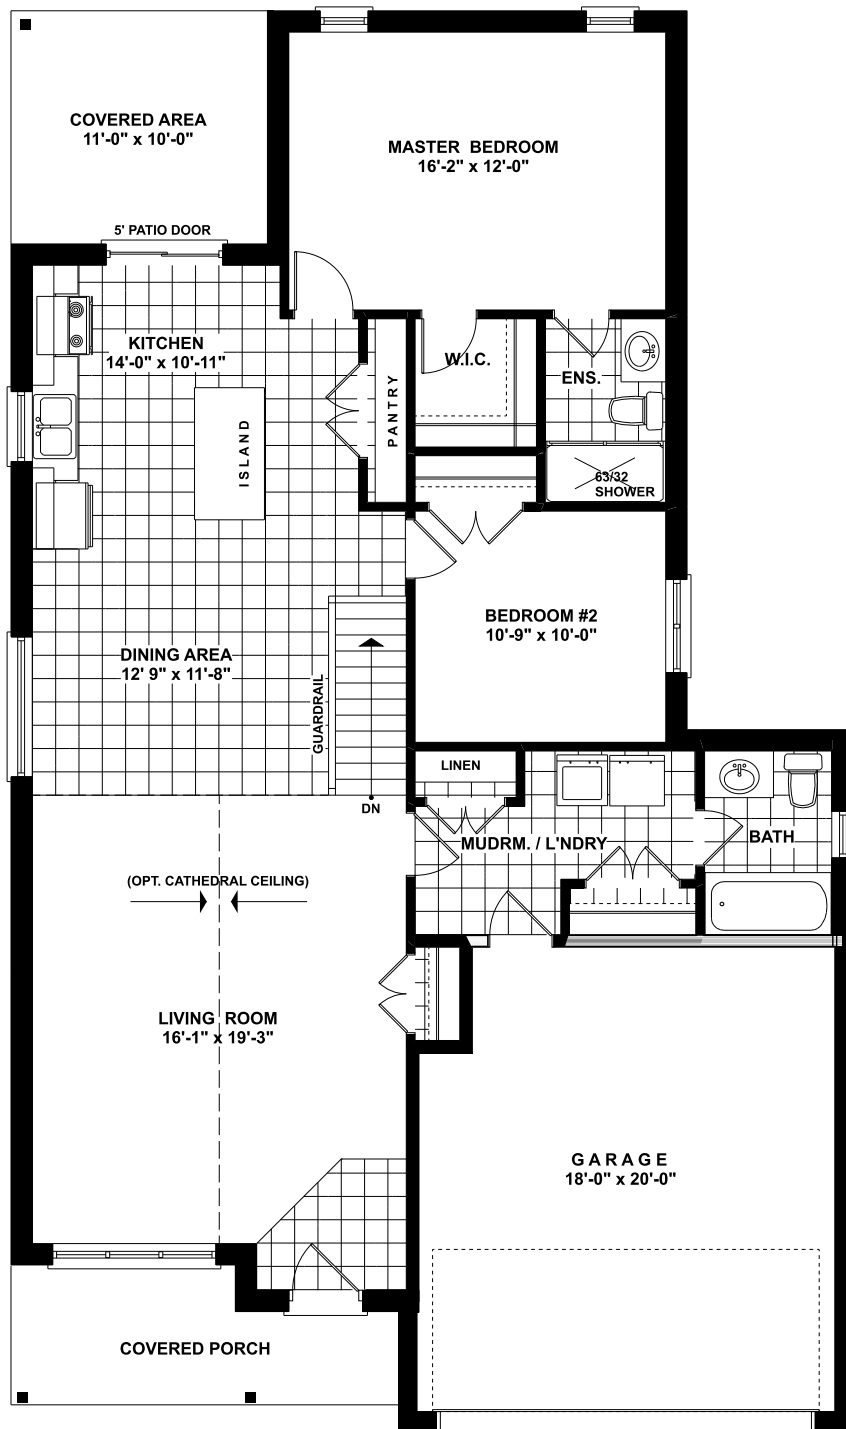 COVERED AREA
11'-0" x 10'-0"
MASTER BEDROOM
16'-2" x 12'-0"
5' PATIO DOOR
KITCHEN
14'-0" x 10'-11"
W.I.C.
ENS.
PANTRY
ISLAND
63/32
SHOWER
BEDROOM #2
10'-9" x 10'-0"
DINING AREA
12' 9" x 11'-8"
GUARDRAIL
DN
LINEN
MUDRM. / L'NDRY
BATH
(OPT. CATHEDRAL CEILING)
LIVING ROOM
16'-1" x 19'-3"
GARAGE
18'-0" x 20'-0"
COVERED PORCH